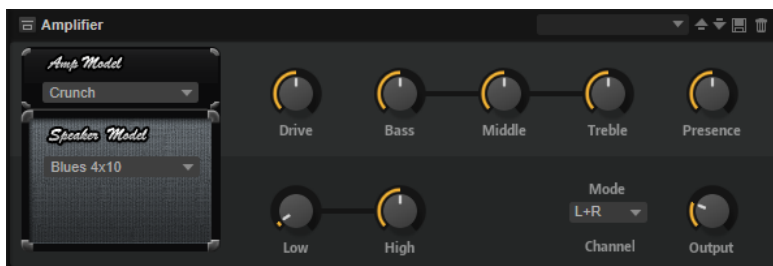 Amplifier
Amp Model
Crunch
Speaker Model
Blues 4x10
Drive
Bass
Middle
Treble
Presence
Low
High
Mode
L+R
Channel
Output